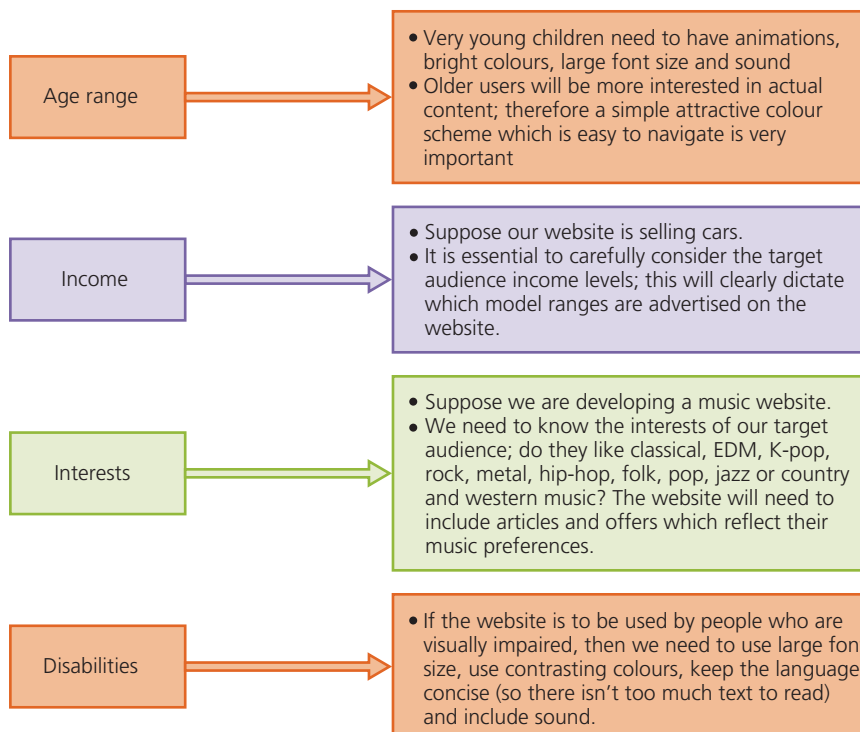 Age range
• Very young children need to have animations,
bright colours, large font size and sound
• Older users will be more interested in actual
content; therefore a simple attractive colour
scheme which is easy to navigate is very
important
Income
• Suppose our website is selling cars.
• It is essential to carefully consider the target
audience income levels; this will clearly dictate
which model ranges are advertised on the
website.
Interests
• Suppose we are developing a music website.
• We need to know the interests of our target
audience; do they like classical, EDM, K-pop,
rock, metal, hip-hop, folk, pop, jazz or country
and western music? The website will need to
include articles and offers which reflect their
music preferences.
Disabilities
• If the website is to be used by people who are
visually impaired, then we need to use large fon
size, use contrasting colours, keep the language
concise (so there isn't too much text to read)
and include sound.